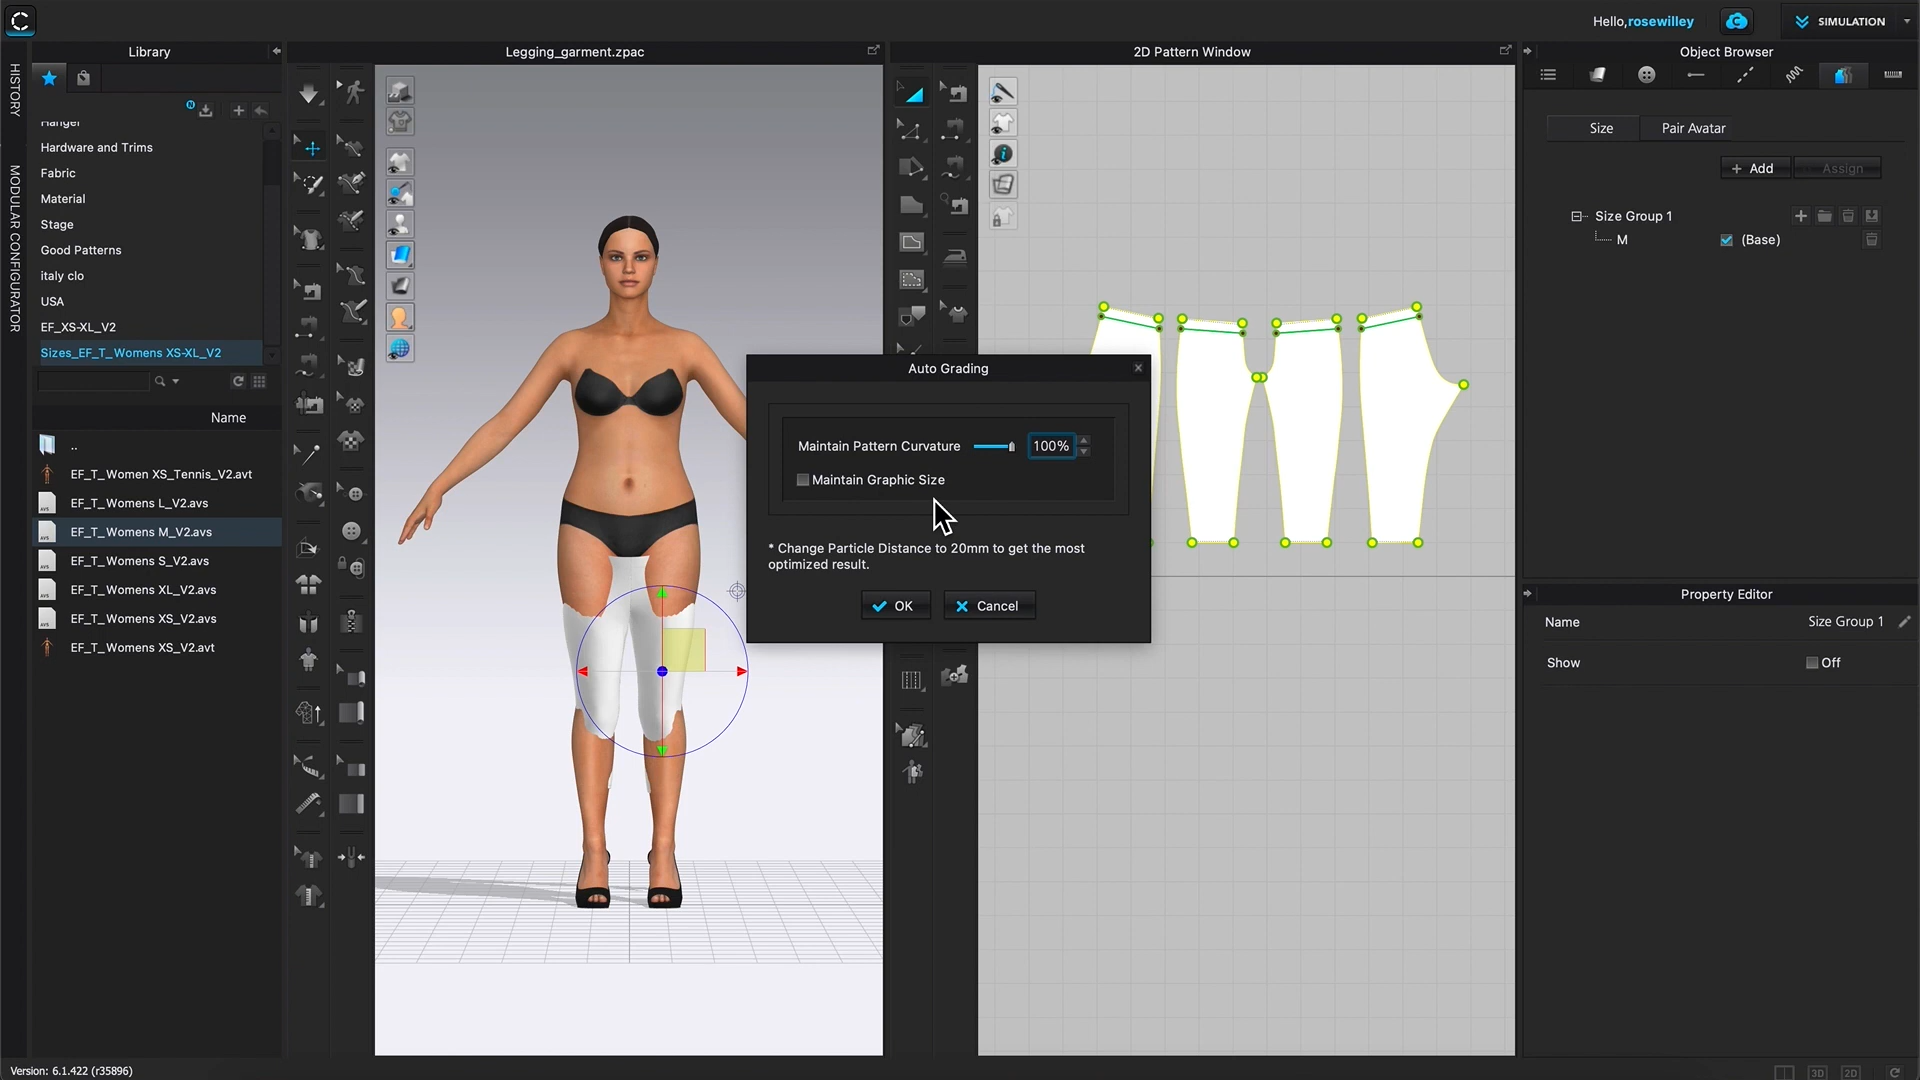 Hello,rosewilley
SIMULATION
Library
Legging_garment.zpac
2D Pattern Window
Object Browser
HISTORY
MODULAR CONFIGURATOR
Hanger
Hardware and Trims
Fabric
Material
Stage
Good Patterns
italy clo
USA
EF_XS-XL_V2
Sizes_EF_T_Womens XS-XL_V2
Name
..
EF_T_Women XS_Tennis_V2.avt
EF_T_Womens L_V2.avs
EF_T_Womens M_V2.avs
EF_T_Womens S_V2.avs
EF_T_Womens XL_V2.avs
EF_T_Womens XS_V2.avs
EF_T_Womens XS_V2.avt
Auto Grading
Maintain Pattern Curvature 100%
Maintain Graphic Size
* Change Particle Distance to 20mm to get the most
optimized result.
OK Cancel
Size Pair Avatar
+ Add Assign
Size Group 1
M (Base)
Property Editor
Name Size Group 1
Show Off
Version: 6.1.422 (r35896)
3D 2D